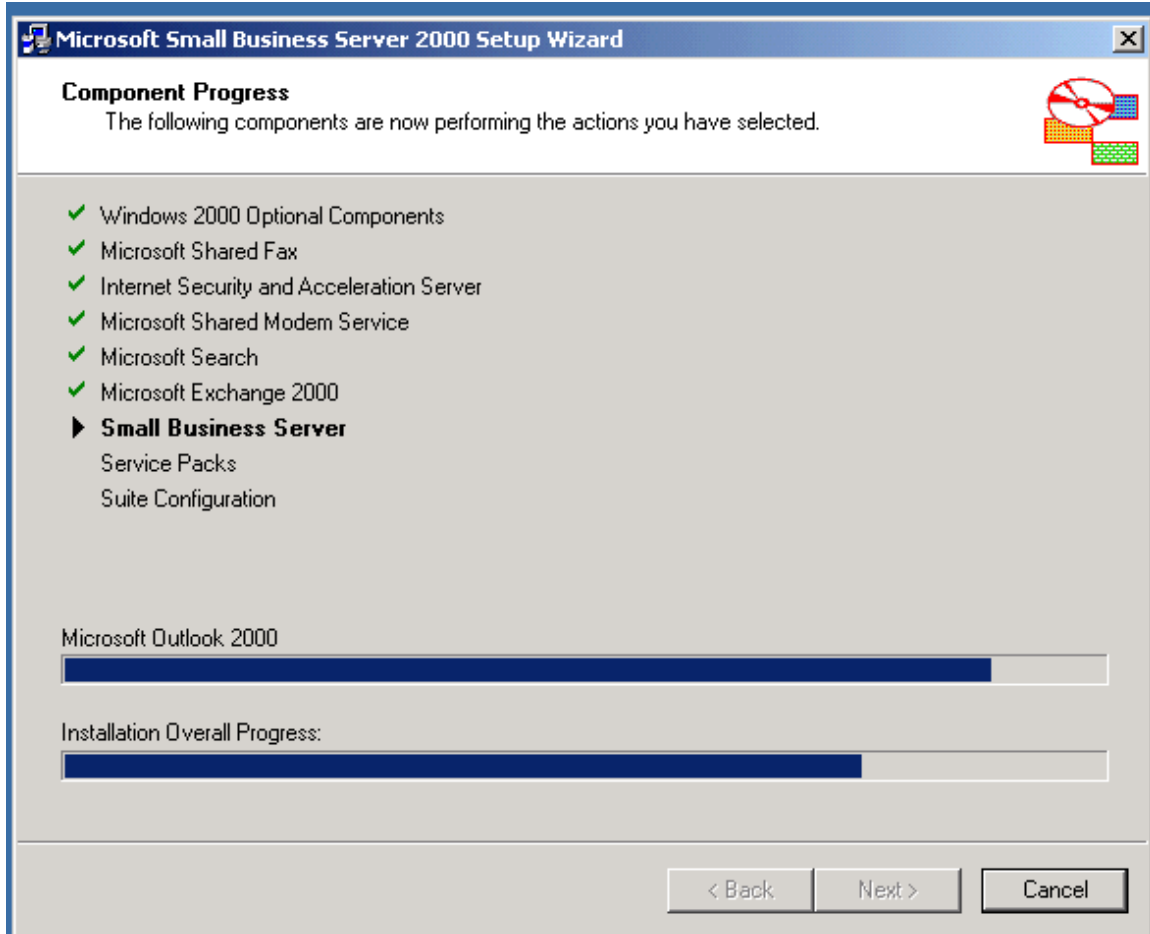 Microsoft Small Business Server 2000 Setup Wizard
Component Progress
The following components are now performing the actions you have selected.
Windows 2000 Optional Components
Microsoft Shared Fax
Internet Security and Acceleration Server
Microsoft Shared Modem Service
Microsoft Search
Microsoft Exchange 2000
Small Business Server
Service Packs
Suite Configuration
Microsoft Outlook 2000
Installation Overall Progress:
< Back Next > Cancel